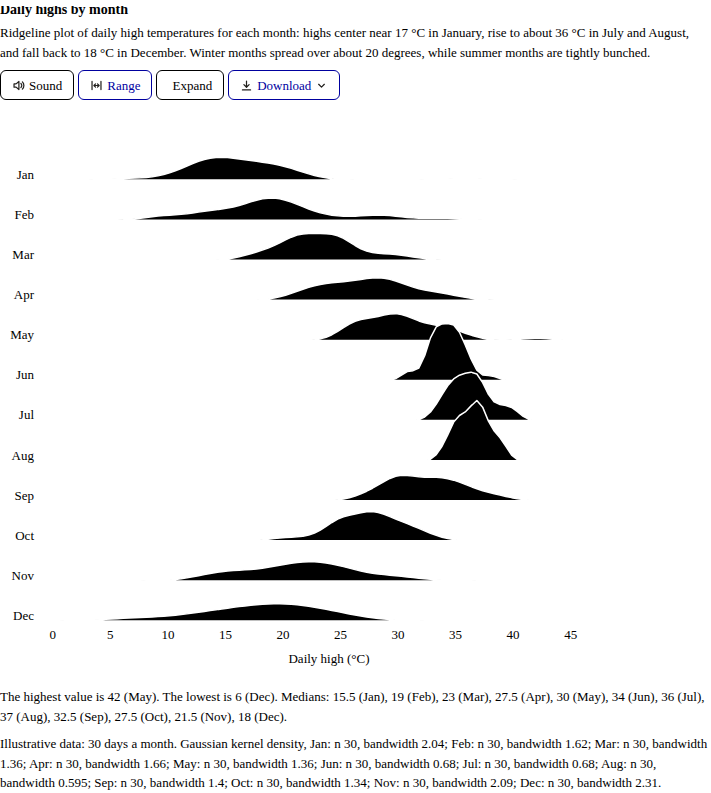 Daily highs by month
Ridgeline plot of daily high temperatures for each month: highs center near 17 °C in January, rise to about 36 °C in July and August,
and fall back to 18 °C in December. Winter months spread over about 20 degrees, while summer months are tightly bunched.
Sound Range Expand Download
Jan
Feb
Mar
Apr
May
Jun
Jul
Aug
Sep
Oct
Nov
Dec
0 5 10 15 20 25 30 35 40 45
Daily high (°C)
The highest value is 42 (May). The lowest is 6 (Dec). Medians: 15.5 (Jan), 19 (Feb), 23 (Mar), 27.5 (Apr), 30 (May), 34 (Jun), 36 (Jul),
37 (Aug), 32.5 (Sep), 27.5 (Oct), 21.5 (Nov), 18 (Dec).
Illustrative data: 30 days a month. Gaussian kernel density, Jan: n 30, bandwidth 2.04; Feb: n 30, bandwidth 1.62; Mar: n 30, bandwidth
1.36; Apr: n 30, bandwidth 1.66; May: n 30, bandwidth 1.36; Jun: n 30, bandwidth 0.68; Jul: n 30, bandwidth 0.68; Aug: n 30,
bandwidth 0.595; Sep: n 30, bandwidth 1.4; Oct: n 30, bandwidth 1.34; Nov: n 30, bandwidth 2.09; Dec: n 30, bandwidth 2.31.